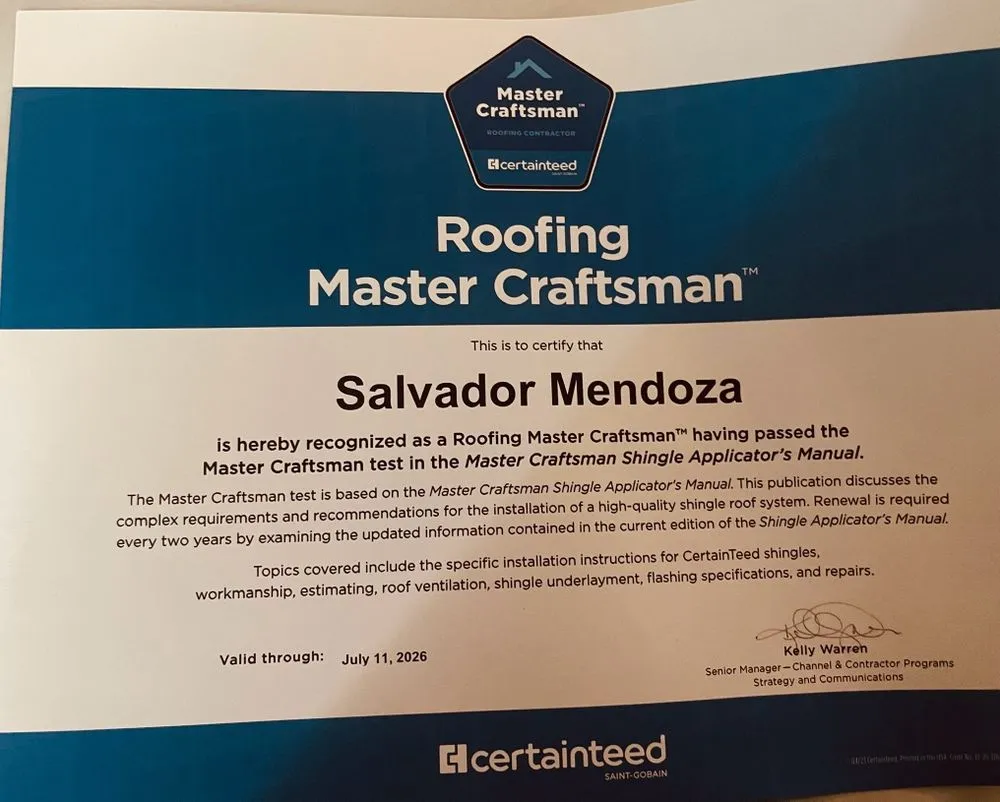 Master
Craftsman™
ROOFING CONTRACTOR
certainteed
SAINT-GOBAIN
Roofing
Master Craftsman™
This is to certify that
Salvador Mendoza
is hereby recognized as a Roofing Master Craftsman™ having passed the
Master Craftsman test in the Master Craftsman Shingle Applicator's Manual.
The Master Craftsman test is based on the Master Craftsman Shingle Applicator's Manual. This publication discusses the
complex requirements and recommendations for the installation of a high-quality shingle roof system. Renewal is required
every two years by examining the updated information contained in the current edition of the Shingle Applicator's Manual.
Topics covered include the specific installation instructions for CertainTeed shingles,
workmanship, estimating, roof ventilation, shingle underlayment, flashing specifications, and repairs.
Valid through: July 11, 2026
Kelly Warren
Senior Manager—Channel & Contractor Programs
Strategy and Communications
certainteed
SAINT-GOBAIN